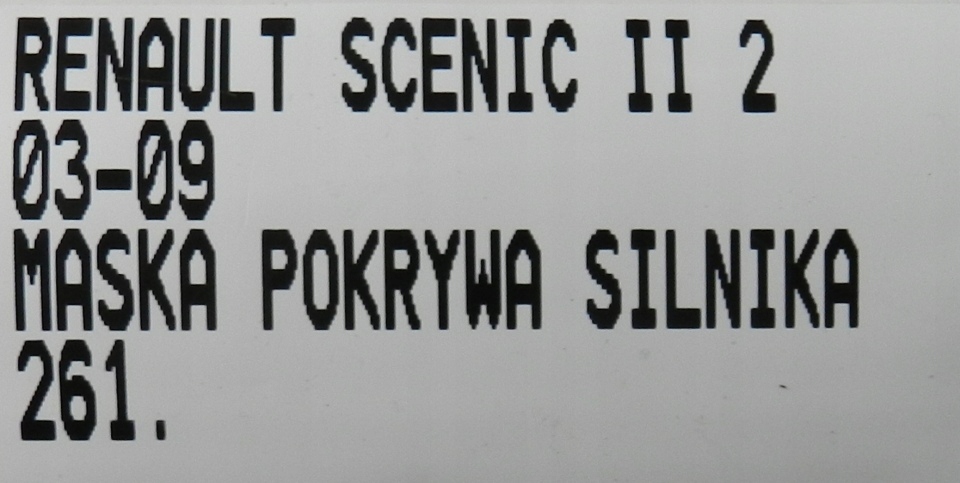 RENAULT SCENIC II 2
03-09
MASKA POKRYWA SILNIKA
261.